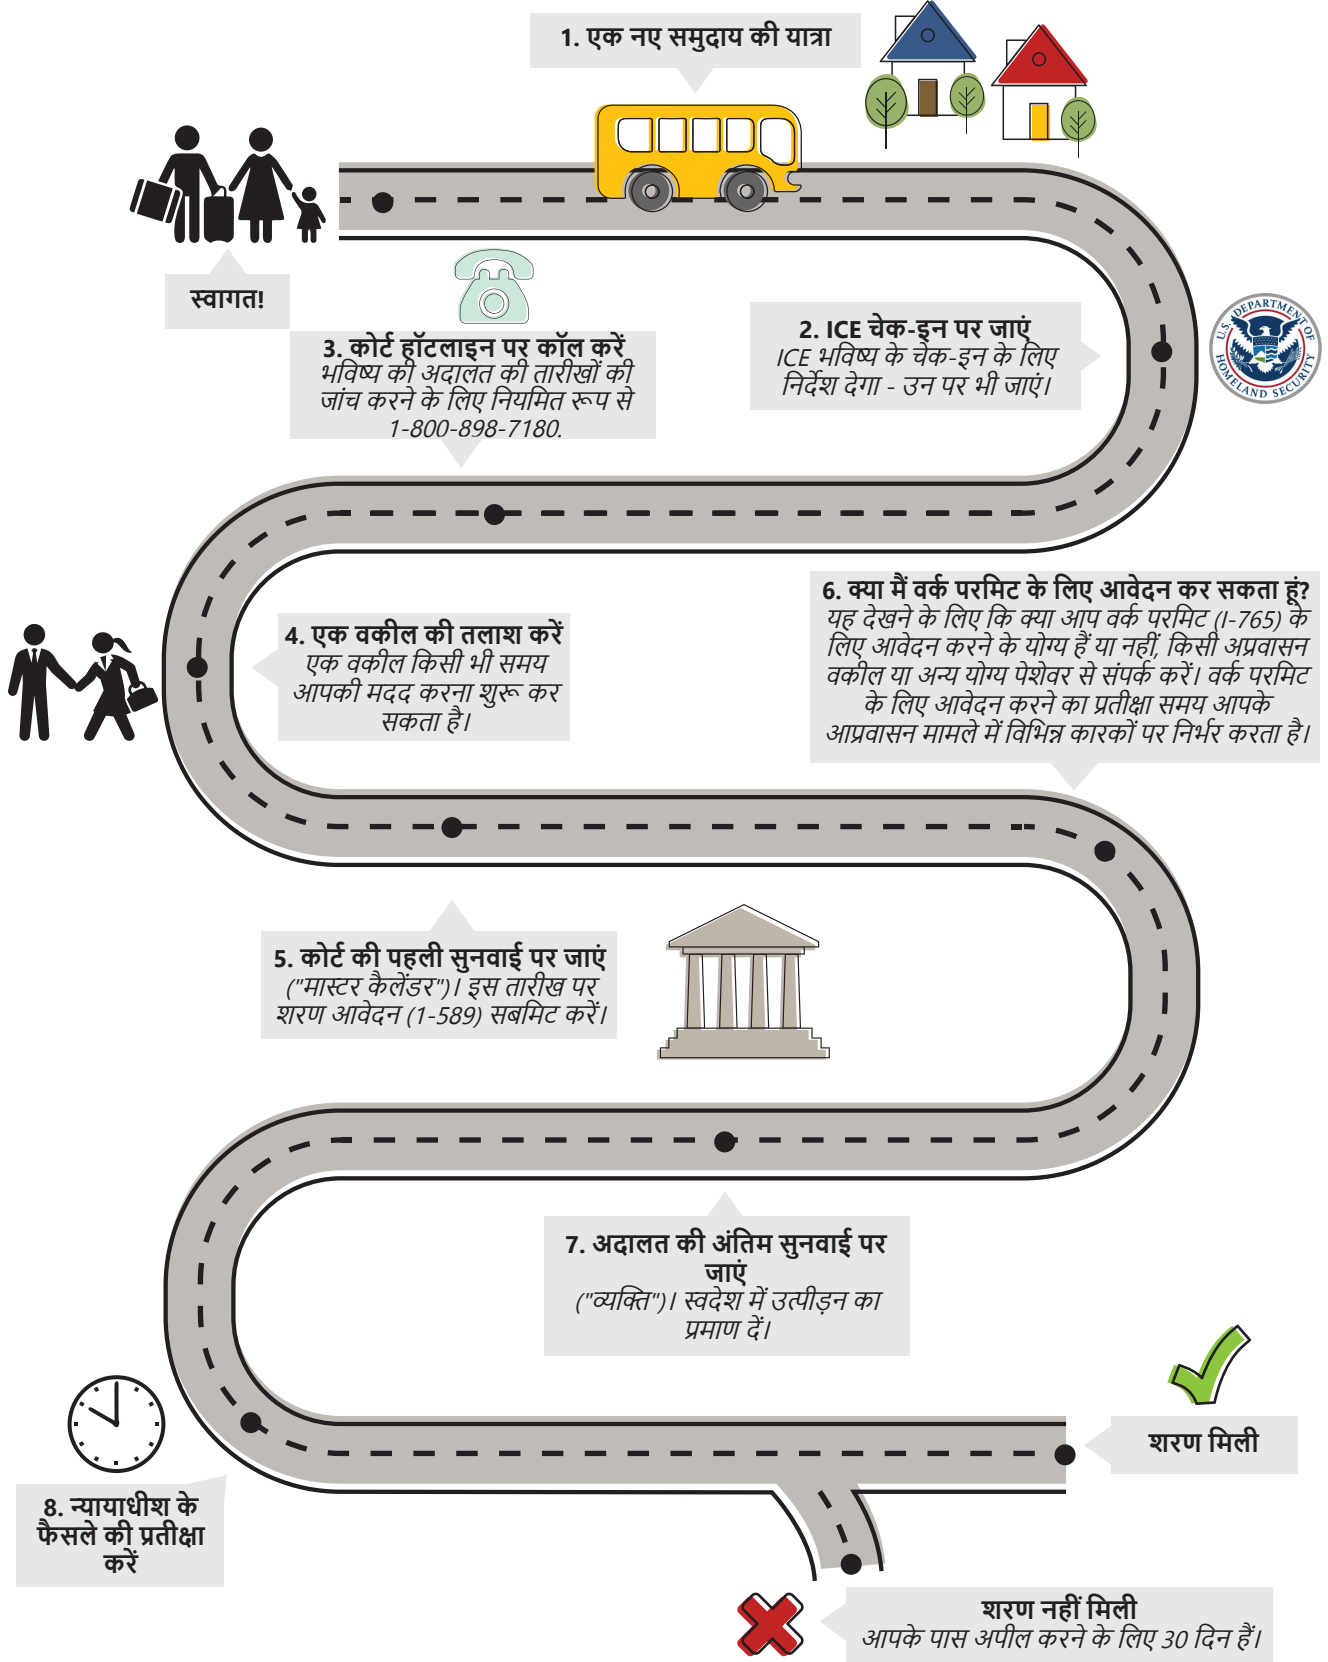 1. एक नए समुदाय की यात्रा
स्वागत!
2. ICE चेक-इन पर जाएं
ICE भविष्य के चेक-इन के लिए
निर्देश देगा - उन पर भी जाएं।
U.S. DEPARTMENT OF
HOMELAND SECURITY
3. कोर्ट हॉटलाइन पर कॉल करें
भविष्य की अदालत की तारीखों की
जांच करने के लिए नियमित रूप से
1-800-898-7180.
4. एक वकील की तलाश करें
एक वकील किसी भी समय
आपकी मदद करना शुरू कर
सकता है।
6. क्या मैं वर्क परमिट के लिए आवेदन कर सकता हूं?
यह देखने के लिए कि क्या आप वर्क परमिट (I-765) के
लिए आवेदन करने के योग्य हैं या नहीं, किसी अप्रवासन
वकील या अन्य योग्य पेशेवर से संपर्क करें। वर्क परमिट
के लिए आवेदन करने का प्रतीक्षा समय आपके
आप्रवासन मामले में विभिन्न कारकों पर निर्भर करता है।
5. कोर्ट की पहली सुनवाई पर जाएं
("मास्टर कैलेंडर")। इस तारीख पर
शरण आवेदन (1-589) सबमिट करें।
7. अदालत की अंतिम सुनवाई पर
जाएं
("व्यक्ति")। स्वदेश में उत्पीड़न का
प्रमाण दें।
शरण मिली
8. न्यायाधीश के
फैसले की प्रतीक्षा
करें
शरण नहीं मिली
आपके पास अपील करने के लिए 30 दिन हैं।